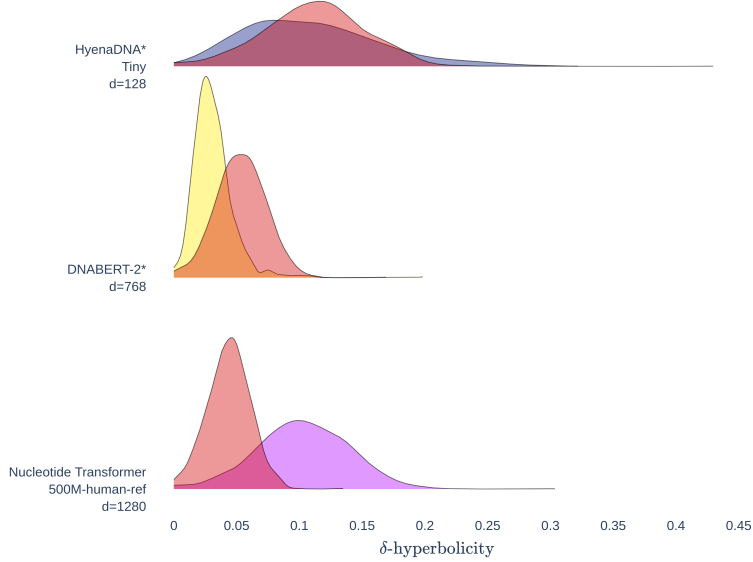 HyenaDNA*
Tiny
d=128
DNABERT-2*
d=768
Nucleotide Transformer
500M-human-ref
d=1280
0 0.05 0.1 0.15 0.2 0.25 0.3 0.35 0.4 0.45
δ-hyperbolicity